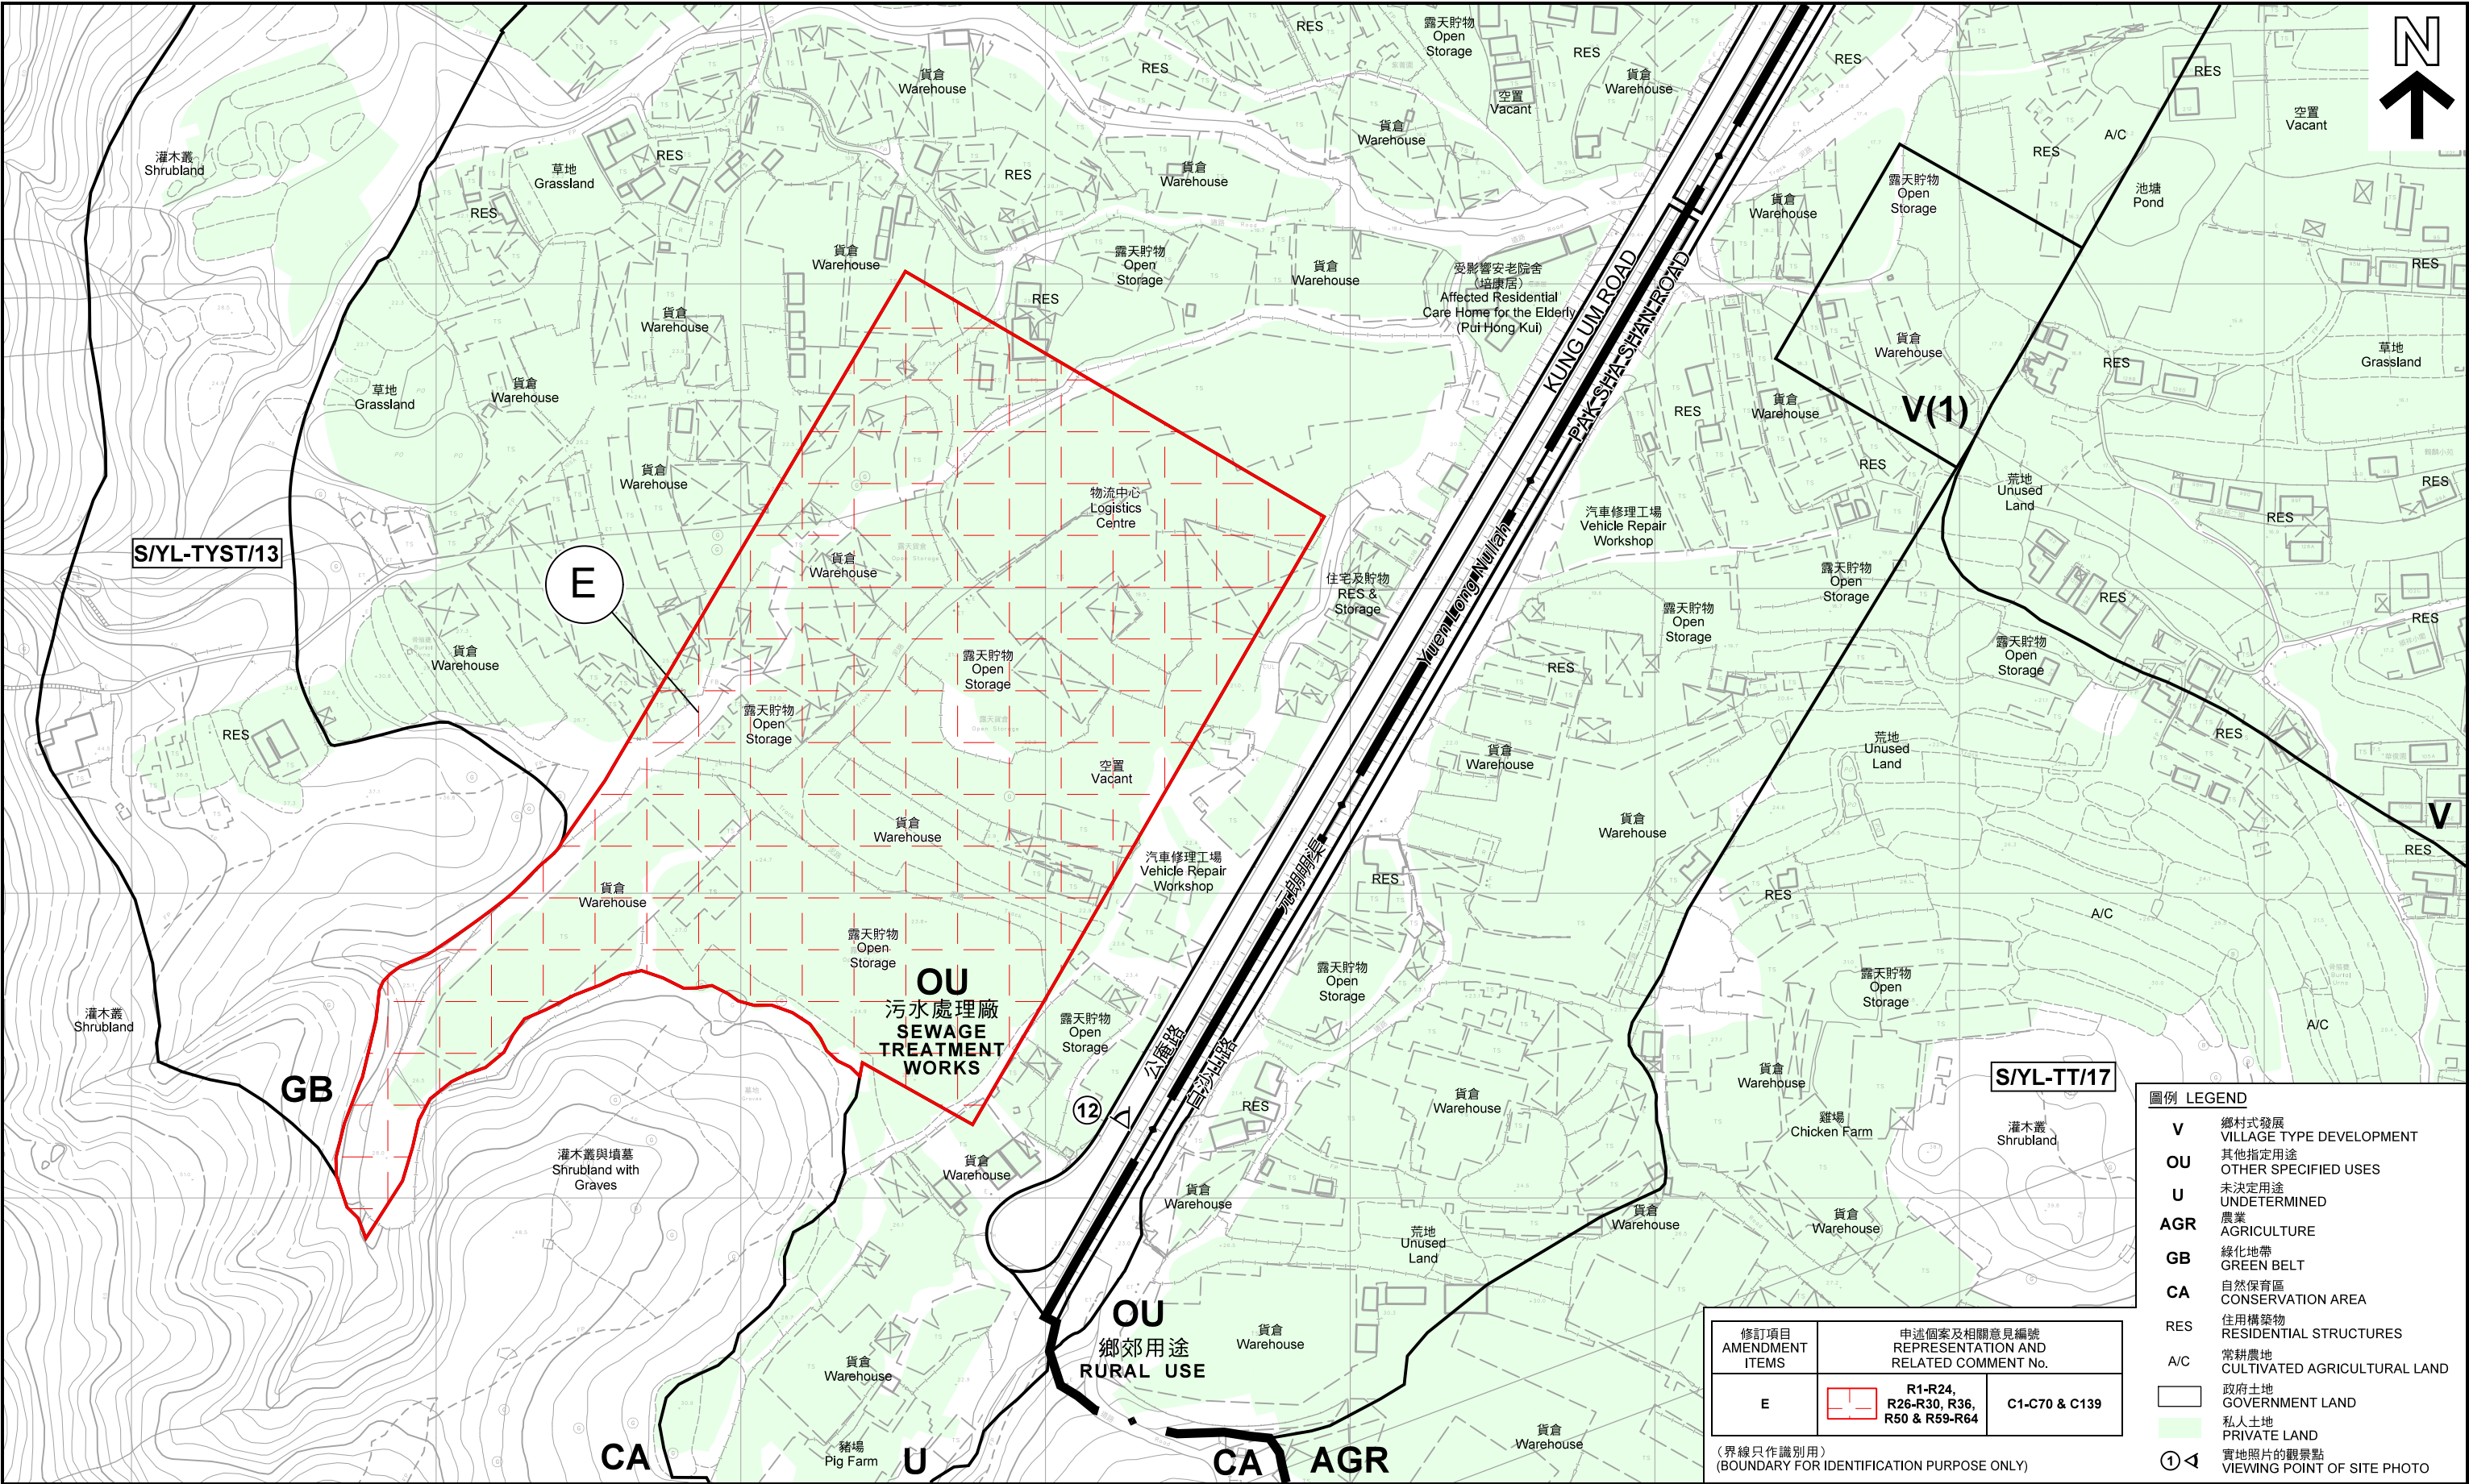 N
露天貯物
Open
Storage
RES
RES
RES
貨倉
Warehouse
RES
貨倉
Warehouse
空置
Vacant
RES
空置
Vacant
A/C
RES
貨倉
Warehouse
灌木叢
Shrubland
草地
Grassland
RES
RES
RES
貨倉
Warehouse
貨倉
Warehouse
露天貯物
Open
Storage
池塘
Pond
貨倉
Warehouse
露天貯物
Open
Storage
貨倉
Warehouse
受影響安老院舍
(培康居)
Affected Residential
Care Home for the Elderly
(Pui Hong Kui)
KUNG UM ROAD
PAK SHA SHAN ROAD
RES
RES
貨倉
Warehouse
貨倉
Warehouse
草地
Grassland
RES
草地
Grassland
貨倉
Warehouse
RES
貨倉
Warehouse
V(1)
貨倉
Warehouse
RES
荒地
Unused
Land
RES
RES
物流中心
Logistics
Centre
汽車修理工場
Vehicle Repair
Workshop
S/YL-TYST/13
E
貨倉
Warehouse
住宅及貯物
RES &
Storage
Yuen Long Nullah
露天貯物
Open
Storage
RES
RES
露天貯物
Open
Storage
露天貯物
Open
Storage
貨倉
Warehouse
露天貯物
Open
Storage
RES
RES
露天貯物
Open
Storage
RES
荒地
Unused
Land
貨倉
Warehouse
空置
Vacant
V
RES
貨倉
Warehouse
貨倉
Warehouse
汽車修理工場
Vehicle Repair
Workshop
元朗明渠
RES
RES
A/C
貨倉
Warehouse
露天貯物
Open
Storage
OU
污水處理廠
SEWAGE
TREATMENT
WORKS
露天貯物
Open
Storage
露天貯物
Open
Storage
灌木叢
Shrubland
露天貯物
Open
Storage
A/C
公庵路
白沙山路
GB
12
RES
貨倉
Warehouse
貨倉
Warehouse
S/YL-TT/17
雞場
Chicken Farm
灌木叢
Shrubland
灌木叢與墳墓
Shrubland with
Graves
貨倉
Warehouse
貨倉
Warehouse
荒地
Unused
Land
貨倉
Warehouse
貨倉
Warehouse
OU
鄉郊用途
RURAL USE
貨倉
Warehouse
貨倉
Warehouse
豬場
Pig Farm
貨倉
Warehouse
CA
U
CA
AGR
圖例 LEGEND
V 鄉村式發展
VILLAGE TYPE DEVELOPMENT
OU 其他指定用途
OTHER SPECIFIED USES
U 未決定用途
UNDETERMINED
AGR 農業
AGRICULTURE
GB 綠化地帶
GREEN BELT
CA 自然保育區
CONSERVATION AREA
RES 住用構築物
RESIDENTIAL STRUCTURES
A/C 常耕農地
CULTIVATED AGRICULTURAL LAND
政府土地
GOVERNMENT LAND
私人土地
PRIVATE LAND
1 實地照片的觀景點
VIEWING POINT OF SITE PHOTO
修訂項目
AMENDMENT
ITEMS
申述個案及相關意見編號
REPRESENTATION AND
RELATED COMMENT No.
E
R1-R24,
R26-R30, R36,
R50 & R59-R64
C1-C70 & C139
(界線只作識別用)
(BOUNDARY FOR IDENTIFICATION PURPOSE ONLY)